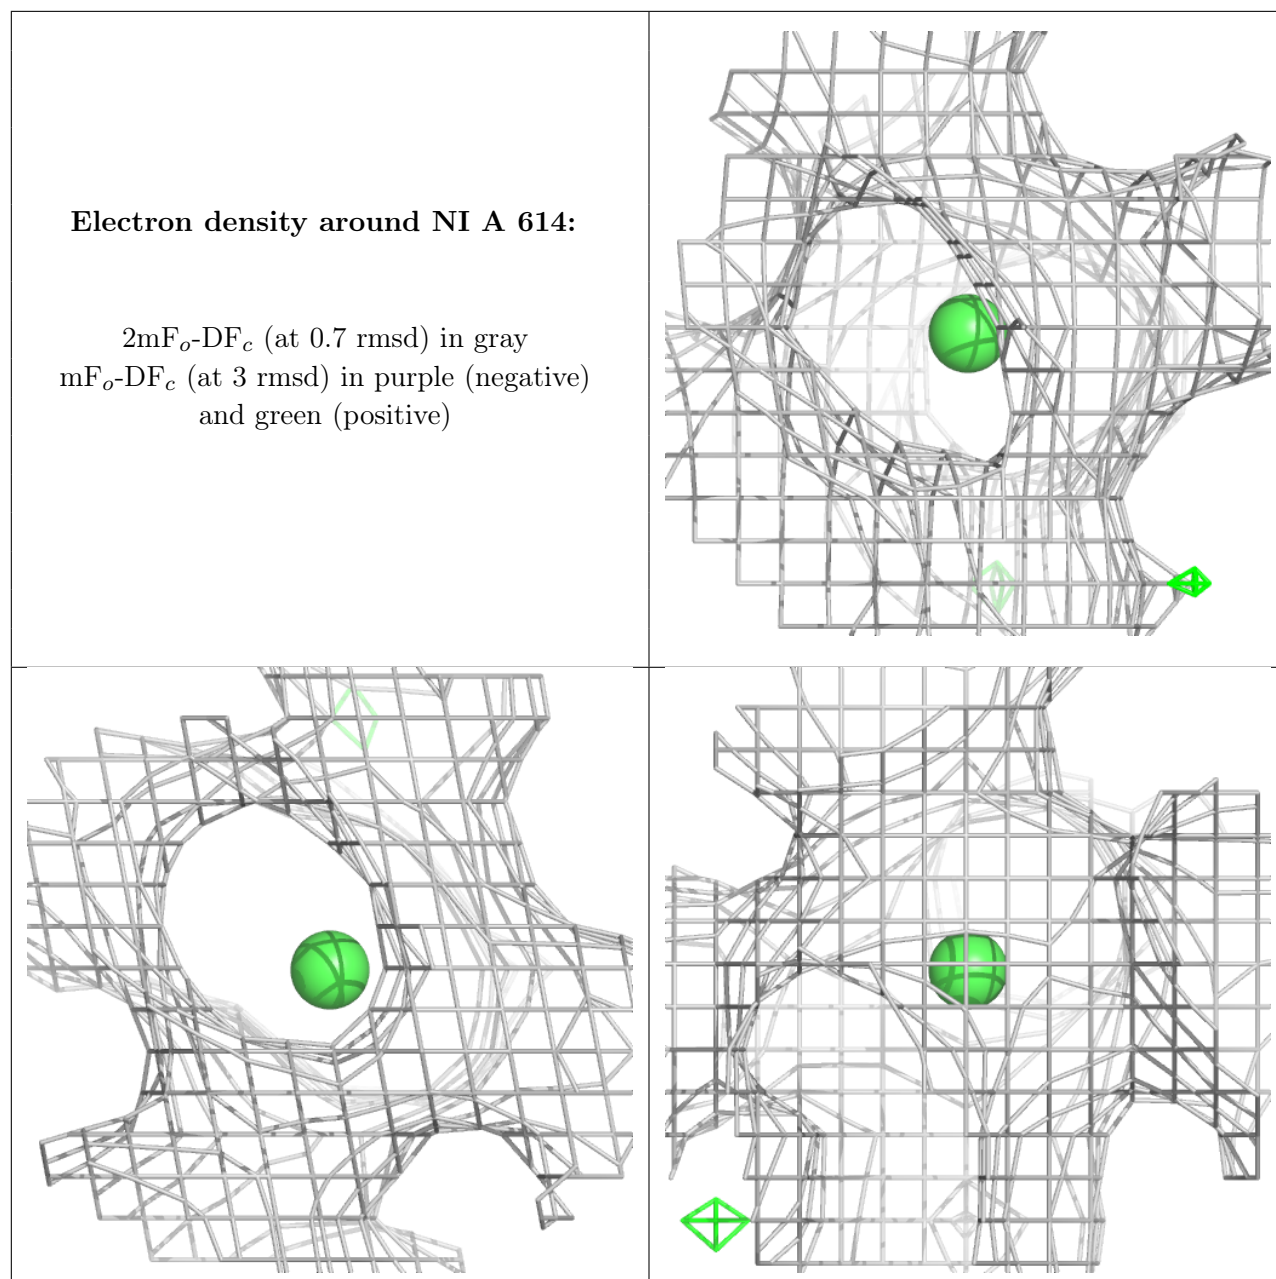 Electron density around NI A 614:
2mFo-DFc (at 0.7 rmsd) in gray
mFo-DFc (at 3 rmsd) in purple (negative)
and green (positive)